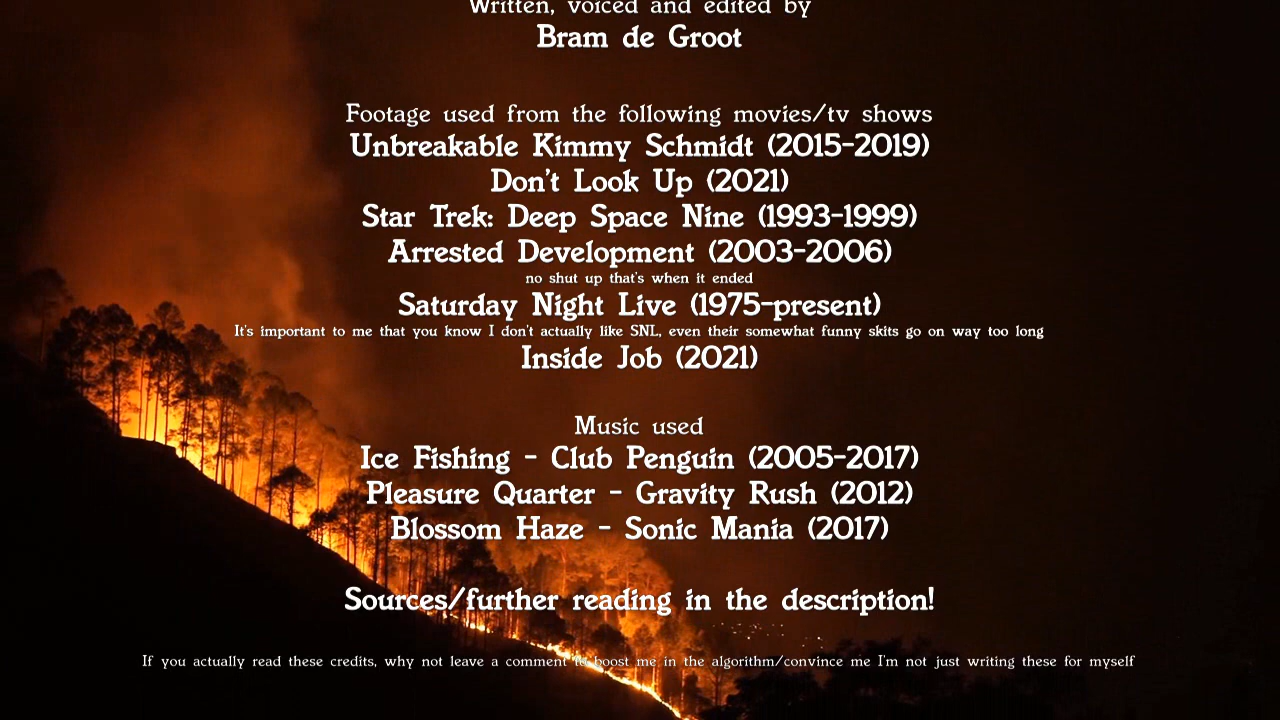 Written, voiced and edited by
Bram de Groot
Footage used from the following movies/tv shows
Unbreakable Kimmy Schmidt (2015-2019)
Don't Look Up (2021)
Star Trek: Deep Space Nine (1993-1999)
Arrested Development (2003-2006)
no shut up that's when it ended
Saturday Night Live (1975-present)
It's important to me that you know I don't actually like SNL, even their somewhat funny skits go on way too long
Inside Job (2021)
Music used
Ice Fishing - Club Penguin (2005-2017)
Pleasure Quarter - Gravity Rush (2012)
Blossom Haze - Sonic Mania (2017)
Sources/further reading in the description!
If you actually read these credits, why not leave a comment to boost me in the algorithm/convince me I'm not just writing these for myself